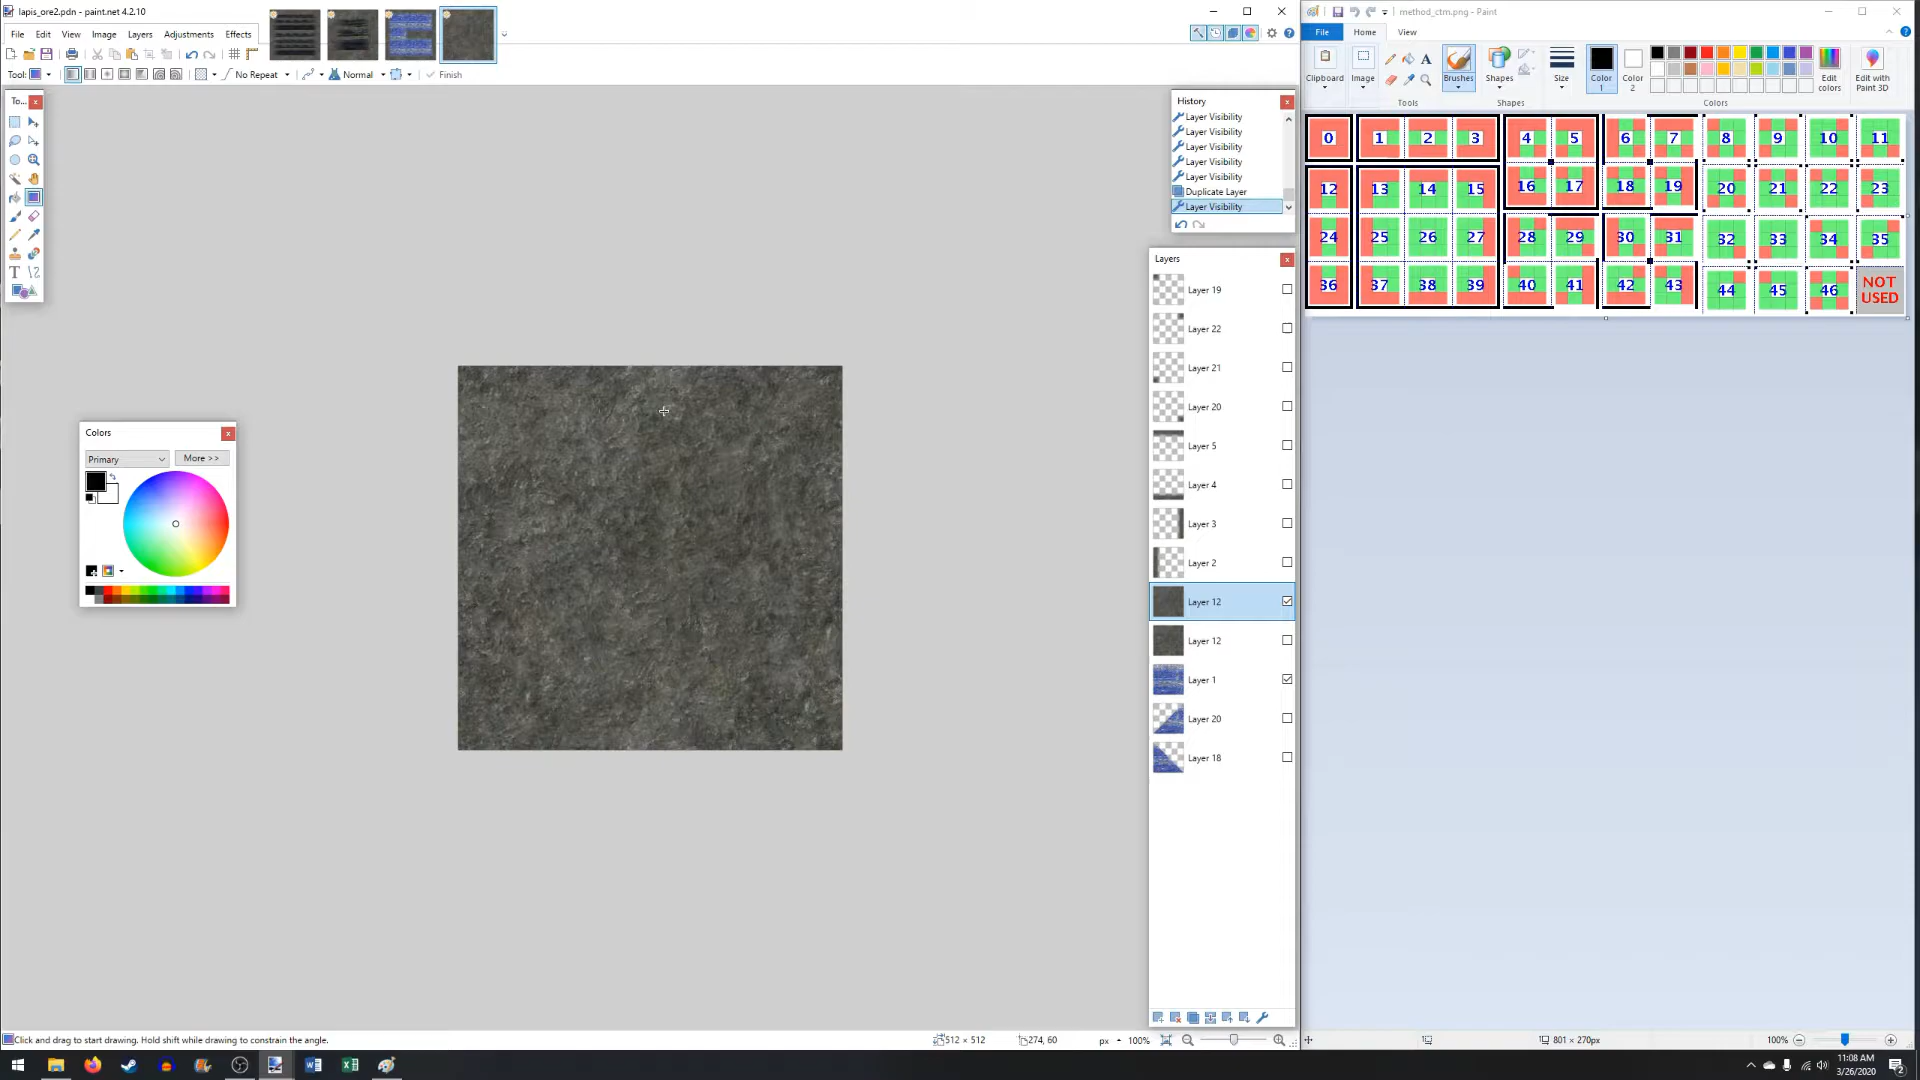 lapis_ore2.pdn - paint.net 4.2.10
File Edit View Image Layers Adjustments Effects
Tool: No Repeat Normal Finish
To...
History
Layer Visibility
Layer Visibility
Layer Visibility
Layer Visibility
Layer Visibility
Duplicate Layer
Layer Visibility
Layers
Layer 19
Layer 22
Layer 21
Layer 20
Layer 5
Layer 4
Layer 3
Layer 2
Layer 12
Layer 12
Layer 1
Layer 20
Layer 18
Colors
Primary More >>
Click and drag to start drawing. Hold shift while drawing to constrain the angle.
512 × 512 274, 60 px 100%
method_ctm.png - Paint
File Home View
Clipboard Image Brushes Shapes Size Color 1 Color 2 Edit colors Edit with Paint 3D
Tools Shapes Colors
0 1 2 3 4 5 6 7 8 9 10 11
12 13 14 15 16 17 18 19 20 21 22 23
24 25 26 27 28 29 30 31 32 33 34 35
36 37 38 39 40 41 42 43 44 45 46 NOT USED
801 × 270px 100%
11:08 AM
3/26/2020
2